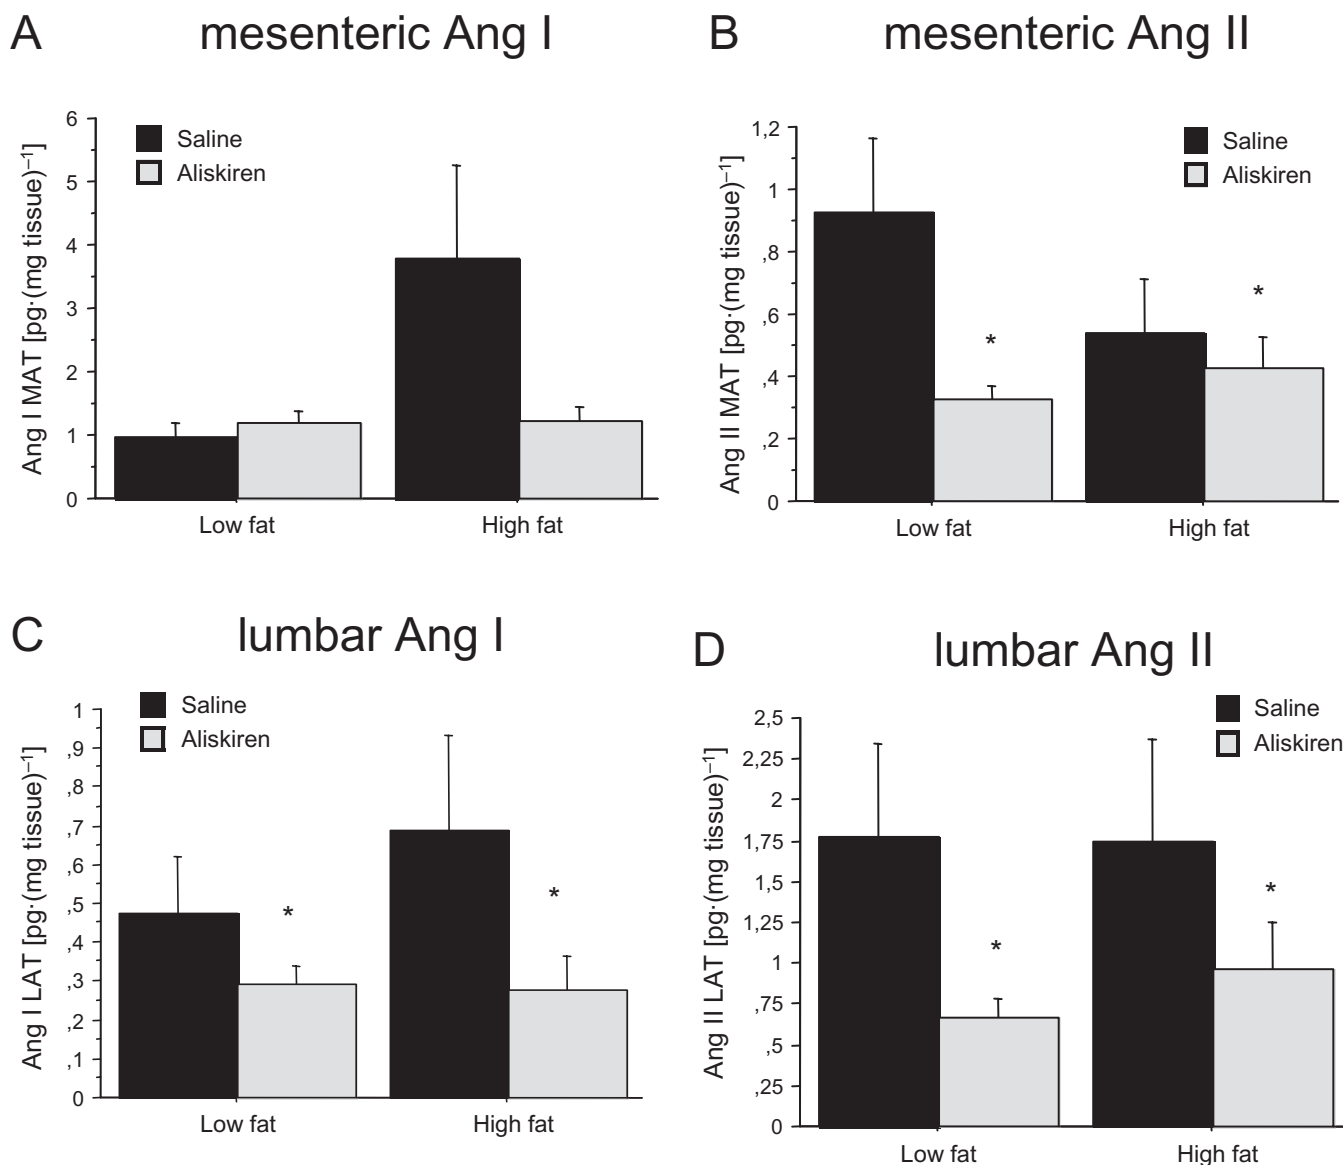 A mesenteric Ang I
Ang I MAT [pg·(mg tissue)⁻¹]
6
5
4
3
2
1
0
Saline
Aliskiren
Low fat High fat
B mesenteric Ang II
Ang II MAT [pg·(mg tissue)⁻¹]
1,2
1
,8
,6
,4
,2
0
Saline
Aliskiren
*
*
Low fat High fat
C lumbar Ang I
Ang I LAT [pg·(mg tissue)⁻¹]
1
,9
,8
,7
,6
,5
,4
,3
,2
,1
0
Saline
Aliskiren
*
*
Low fat High fat
D lumbar Ang II
Ang II LAT [pg·(mg tissue)⁻¹]
2,5
2,25
2
1,75
1,5
1,25
1
,75
,5
,25
0
Saline
Aliskiren
*
*
Low fat High fat